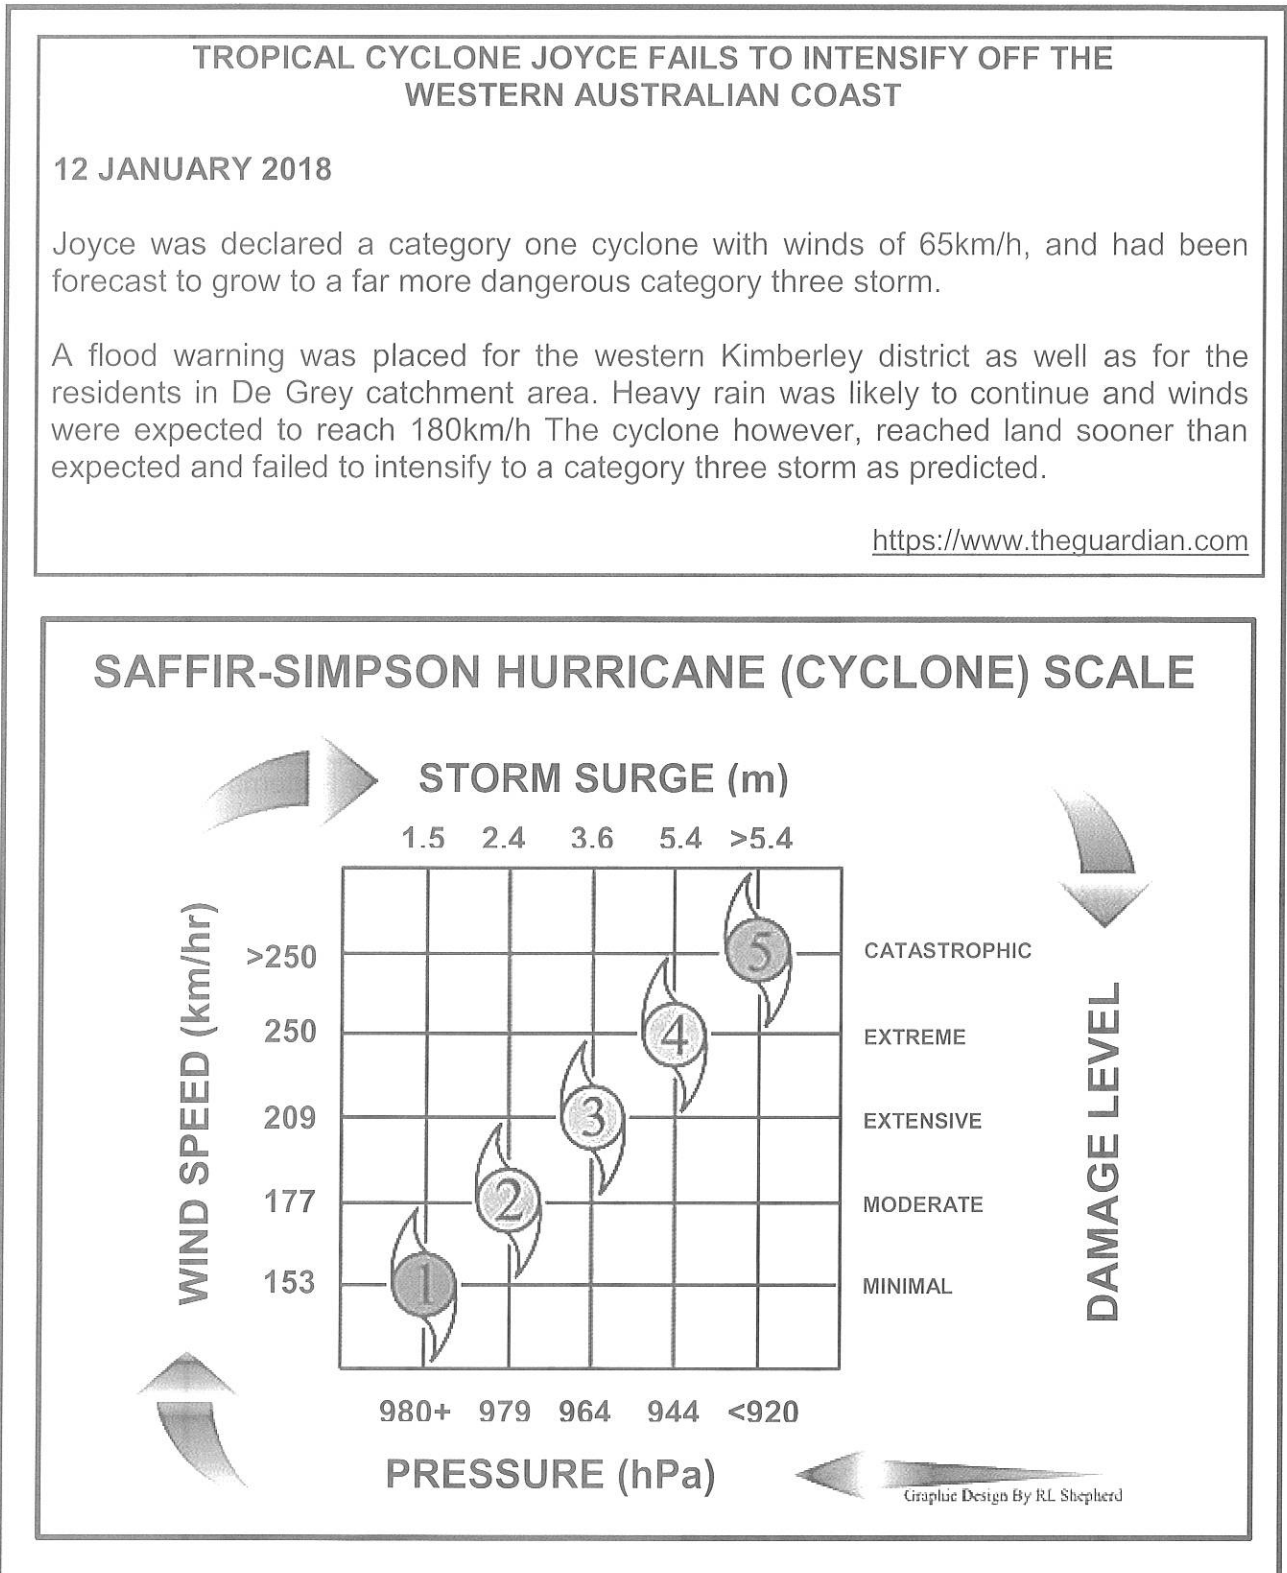 TROPICAL CYCLONE JOYCE FAILS TO INTENSIFY OFF THE
WESTERN AUSTRALIAN COAST
12 JANUARY 2018
Joyce was declared a category one cyclone with winds of 65km/h, and had been
forecast to grow to a far more dangerous category three storm.
A flood warning was placed for the western Kimberley district as well as for the
residents in De Grey catchment area. Heavy rain was likely to continue and winds
were expected to reach 180km/h The cyclone however, reached land sooner than
expected and failed to intensify to a category three storm as predicted.
https://www.theguardian.com
SAFFIR-SIMPSON HURRICANE (CYCLONE) SCALE
STORM SURGE (m)
1.5 2.4 3.6 5.4 >5.4
WIND SPEED (km/hr)
>250 5 CATASTROPHIC
250 4 EXTREME
209 3 EXTENSIVE
177 2 MODERATE
153 1 MINIMAL
DAMAGE LEVEL
980+ 979 964 944 <920
PRESSURE (hPa)
Graphic Design By RL Shepherd